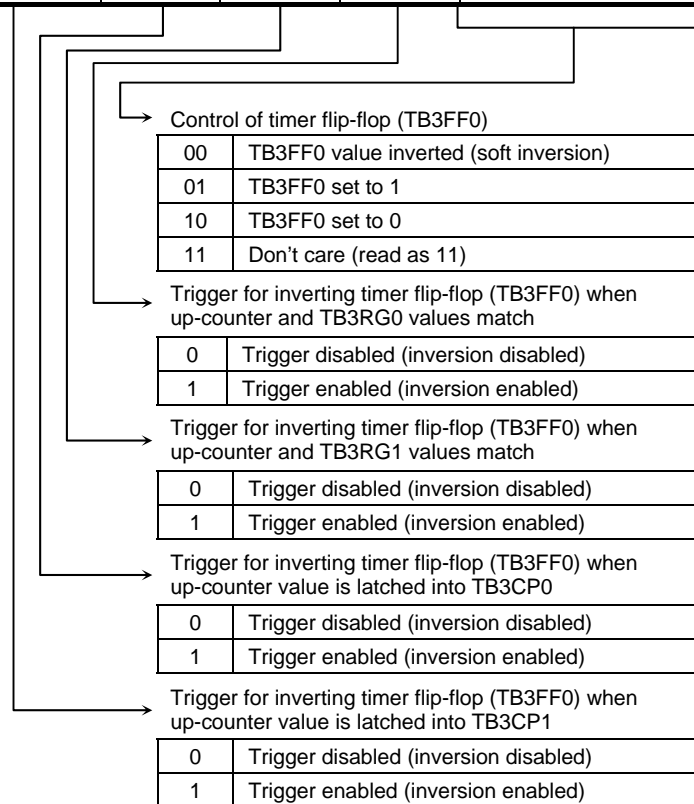 Control of timer flip-flop (TB3FF0)
00 TB3FF0 value inverted (soft inversion)
01 TB3FF0 set to 1
10 TB3FF0 set to 0
11 Don't care (read as 11)
Trigger for inverting timer flip-flop (TB3FF0) when
up-counter and TB3RG0 values match
0 Trigger disabled (inversion disabled)
1 Trigger enabled (inversion enabled)
Trigger for inverting timer flip-flop (TB3FF0) when
up-counter and TB3RG1 values match
0 Trigger disabled (inversion disabled)
1 Trigger enabled (inversion enabled)
Trigger for inverting timer flip-flop (TB3FF0) when
up-counter value is latched into TB3CP0
0 Trigger disabled (inversion disabled)
1 Trigger enabled (inversion enabled)
Trigger for inverting timer flip-flop (TB3FF0) when
up-counter value is latched into TB3CP1
0 Trigger disabled (inversion disabled)
1 Trigger enabled (inversion enabled)